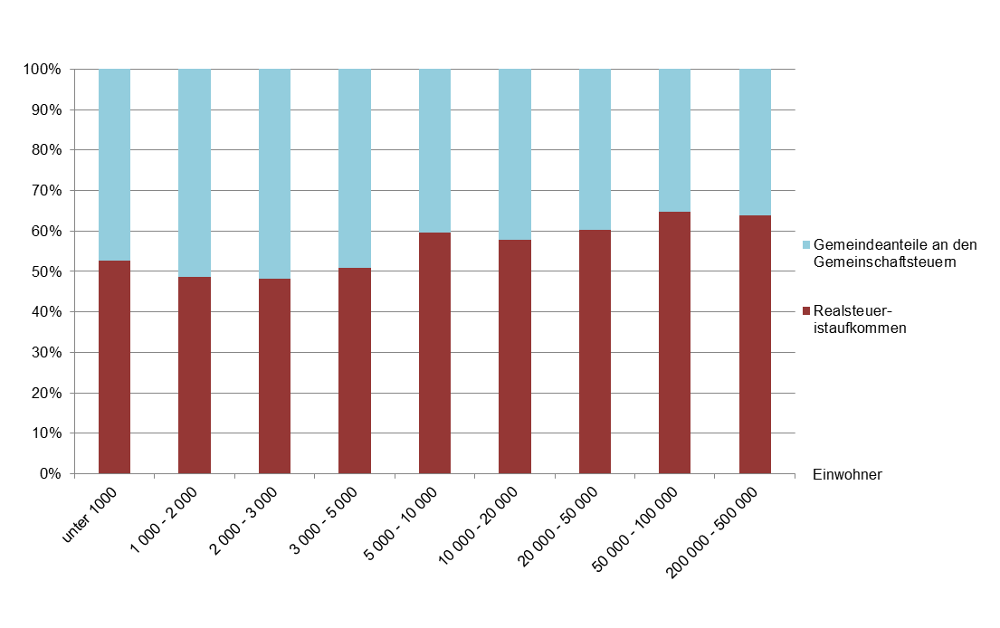 100%
90%
80%
70%
60%
50%
40%
30%
20%
10%
0%
unter 1000
1 000 - 2 000
2 000 - 3 000
3 000 - 5 000
5 000 - 10 000
10 000 - 20 000
20 000 - 50 000
50 000 - 100 000
200 000 - 500 000
Einwohner
Gemeindeanteile an den
Gemeinschaftsteuern
Realsteuer-
istaufkommen